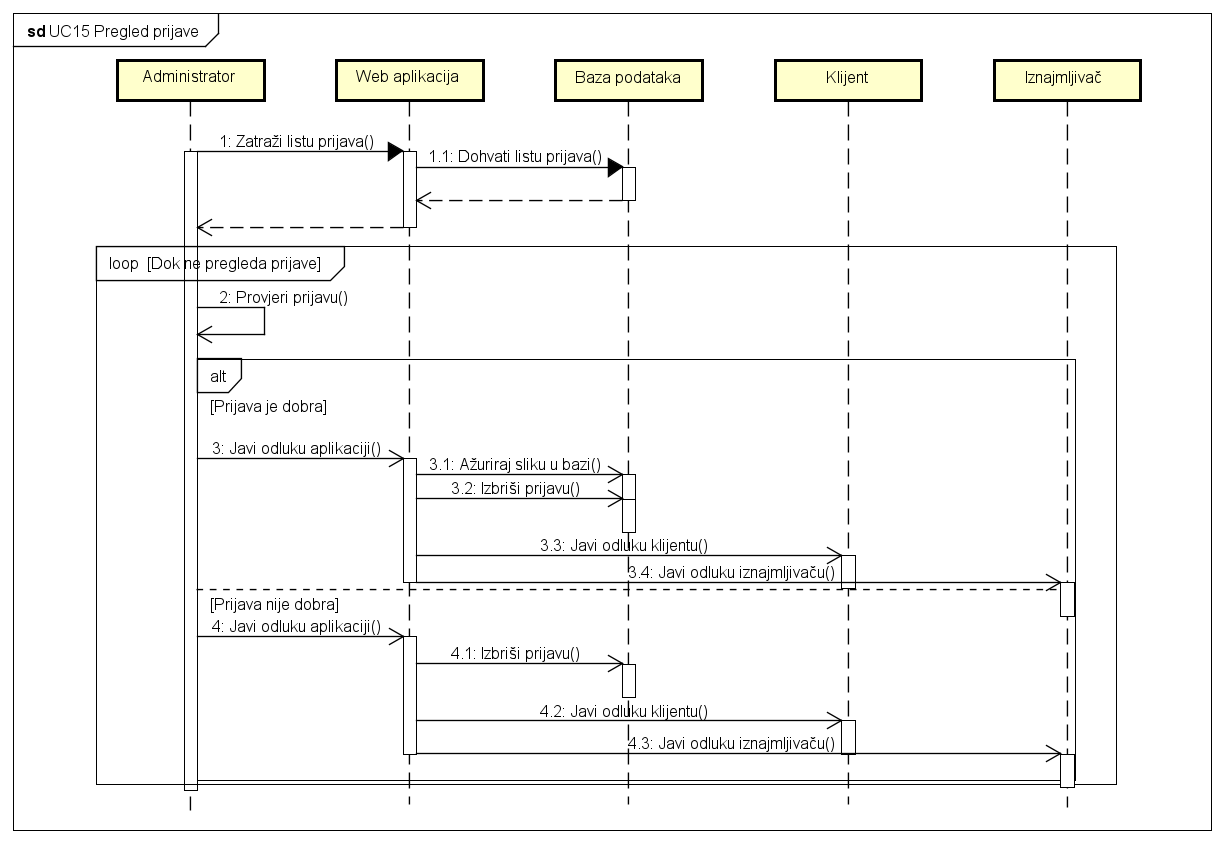 sd UC15 Pregled prijave
Administrator
Web aplikacija
Baza podataka
Klijent
Iznajmljivač
1: Zatraži listu prijava()
1.1: Dohvati listu prijava()
loop [Dok ne pregleda prijave]
2: Provjeri prijavu()
alt
[Prijava je dobra]
3: Javi odluku aplikaciji()
3.1: Ažuriraj sliku u bazi()
3.2: Izbriši prijavu()
3.3: Javi odluku klijentu()
3.4: Javi odluku iznajmljivaču()
[Prijava nije dobra]
4: Javi odluku aplikaciji()
4.1: Izbriši prijavu()
4.2: Javi odluku klijentu()
4.3: Javi odluku iznajmljivaču()